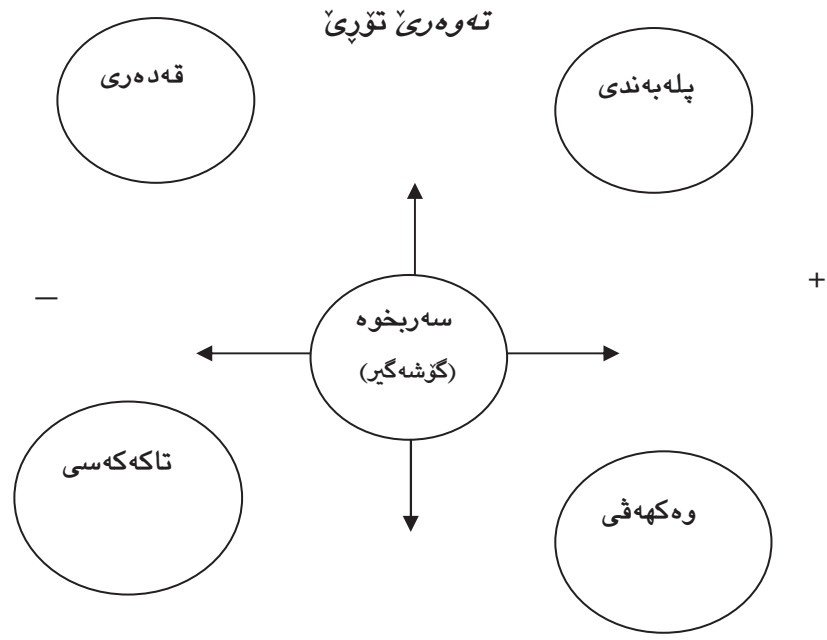 تەوەرێ تۆڕێ
پلەبەندی
قەدەری
+
–
سەربخوە
(گۆشەگیر)
تاکەکەسی
وەکهەڤی